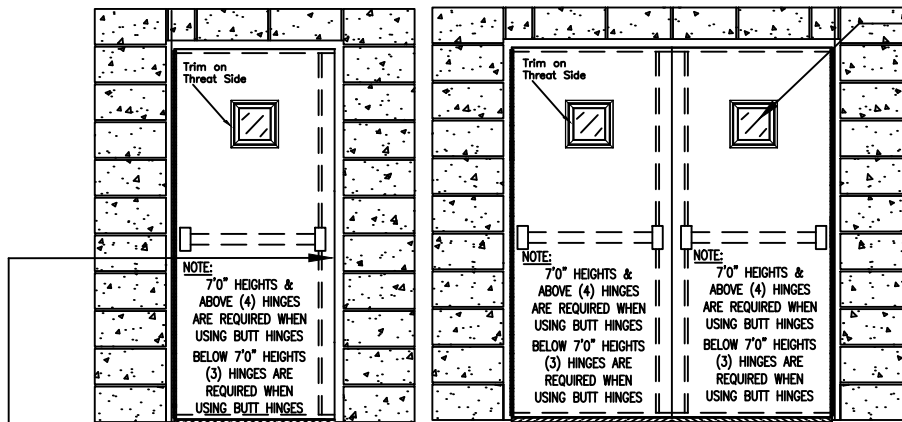 Trim on
Threat Side
NOTE:
7'0" HEIGHTS &
ABOVE (4) HINGES
ARE REQUIRED WHEN
USING BUTT HINGES
BELOW 7'0" HEIGHTS
(3) HINGES ARE
REQUIRED WHEN
USING BUTT HINGES
Trim on
Threat Side
NOTE:
7'0" HEIGHTS &
ABOVE (4) HINGES
ARE REQUIRED WHEN
USING BUTT HINGES
BELOW 7'0" HEIGHTS
(3) HINGES ARE
REQUIRED WHEN
USING BUTT HINGES
NOTE:
7'0" HEIGHTS &
ABOVE (4) HINGES
ARE REQUIRED WHEN
USING BUTT HINGES
BELOW 7'0" HEIGHTS
(3) HINGES ARE
REQUIRED WHEN
USING BUTT HINGES